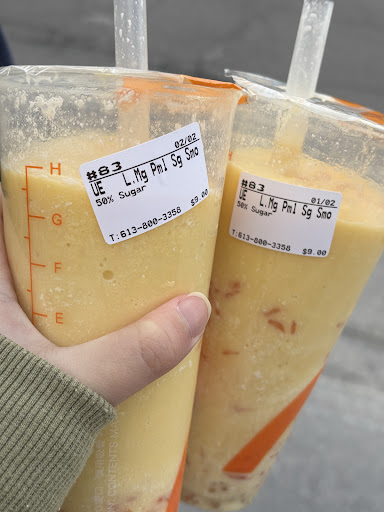 #83 02/02
UE L.Mg Pml Sg Smo
50% Sugar
T:613-800-3358 $9.00
#83 01/02
UE L.Mg Pml Sg Smo
50% Sugar
T:613-800-3358 $9.00
H
G
F
E